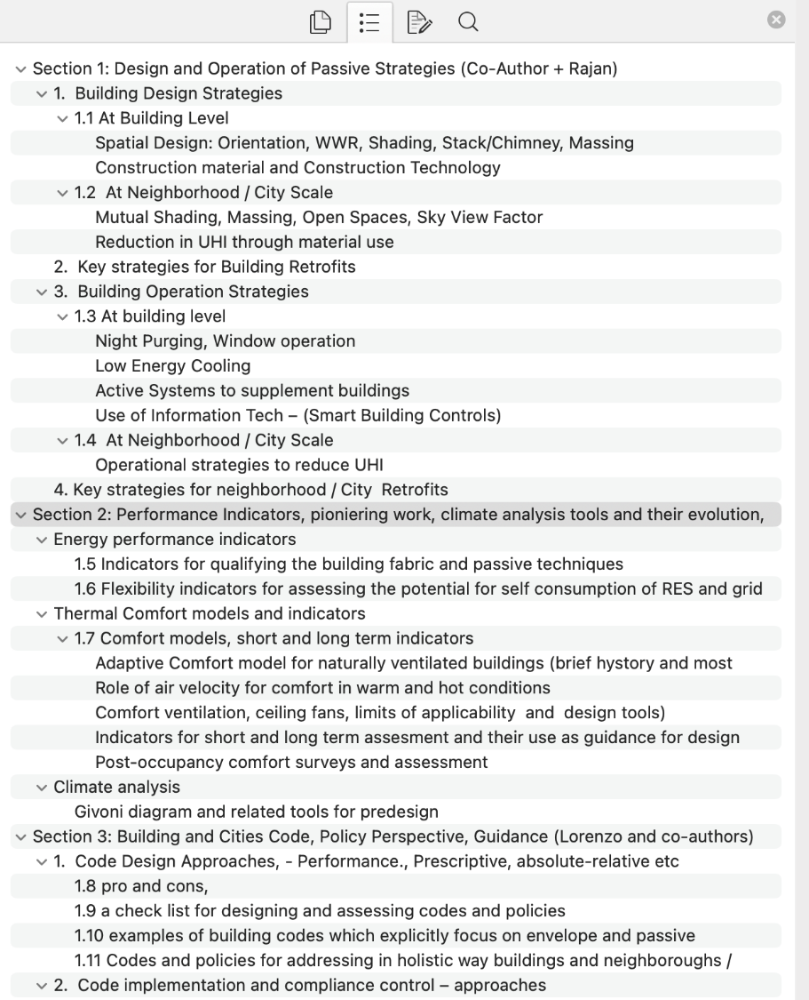 Section 1: Design and Operation of Passive Strategies (Co-Author + Rajan)
1. Building Design Strategies
1.1 At Building Level
Spatial Design: Orientation, WWR, Shading, Stack/Chimney, Massing
Construction material and Construction Technology
1.2 At Neighborhood / City Scale
Mutual Shading, Massing, Open Spaces, Sky View Factor
Reduction in UHI through material use
2. Key strategies for Building Retrofits
3. Building Operation Strategies
1.3 At building level
Night Purging, Window operation
Low Energy Cooling
Active Systems to supplement buildings
Use of Information Tech – (Smart Building Controls)
1.4 At Neighborhood / City Scale
Operational strategies to reduce UHI
4. Key strategies for neighborhood / City Retrofits
Section 2: Performance Indicators, pioniering work, climate analysis tools and their evolution,
Energy performance indicators
1.5 Indicators for qualifying the building fabric and passive techniques
1.6 Flexibility indicators for assessing the potential for self consumption of RES and grid
Thermal Comfort models and indicators
1.7 Comfort models, short and long term indicators
Adaptive Comfort model for naturally ventilated buildings (brief hystory and most
Role of air velocity for comfort in warm and hot conditions
Comfort ventilation, ceiling fans, limits of applicability and design tools)
Indicators for short and long term assesment and their use as guidance for design
Post-occupancy comfort surveys and assessment
Climate analysis
Givoni diagram and related tools for predesign
Section 3: Building and Cities Code, Policy Perspective, Guidance (Lorenzo and co-authors)
1. Code Design Approaches, - Performance., Prescriptive, absolute-relative etc
1.8 pro and cons,
1.9 a check list for designing and assessing codes and policies
1.10 examples of building codes which explicitly focus on envelope and passive
1.11 Codes and policies for addressing in holistic way buildings and neighboroughs /
2. Code implementation and compliance control – approaches